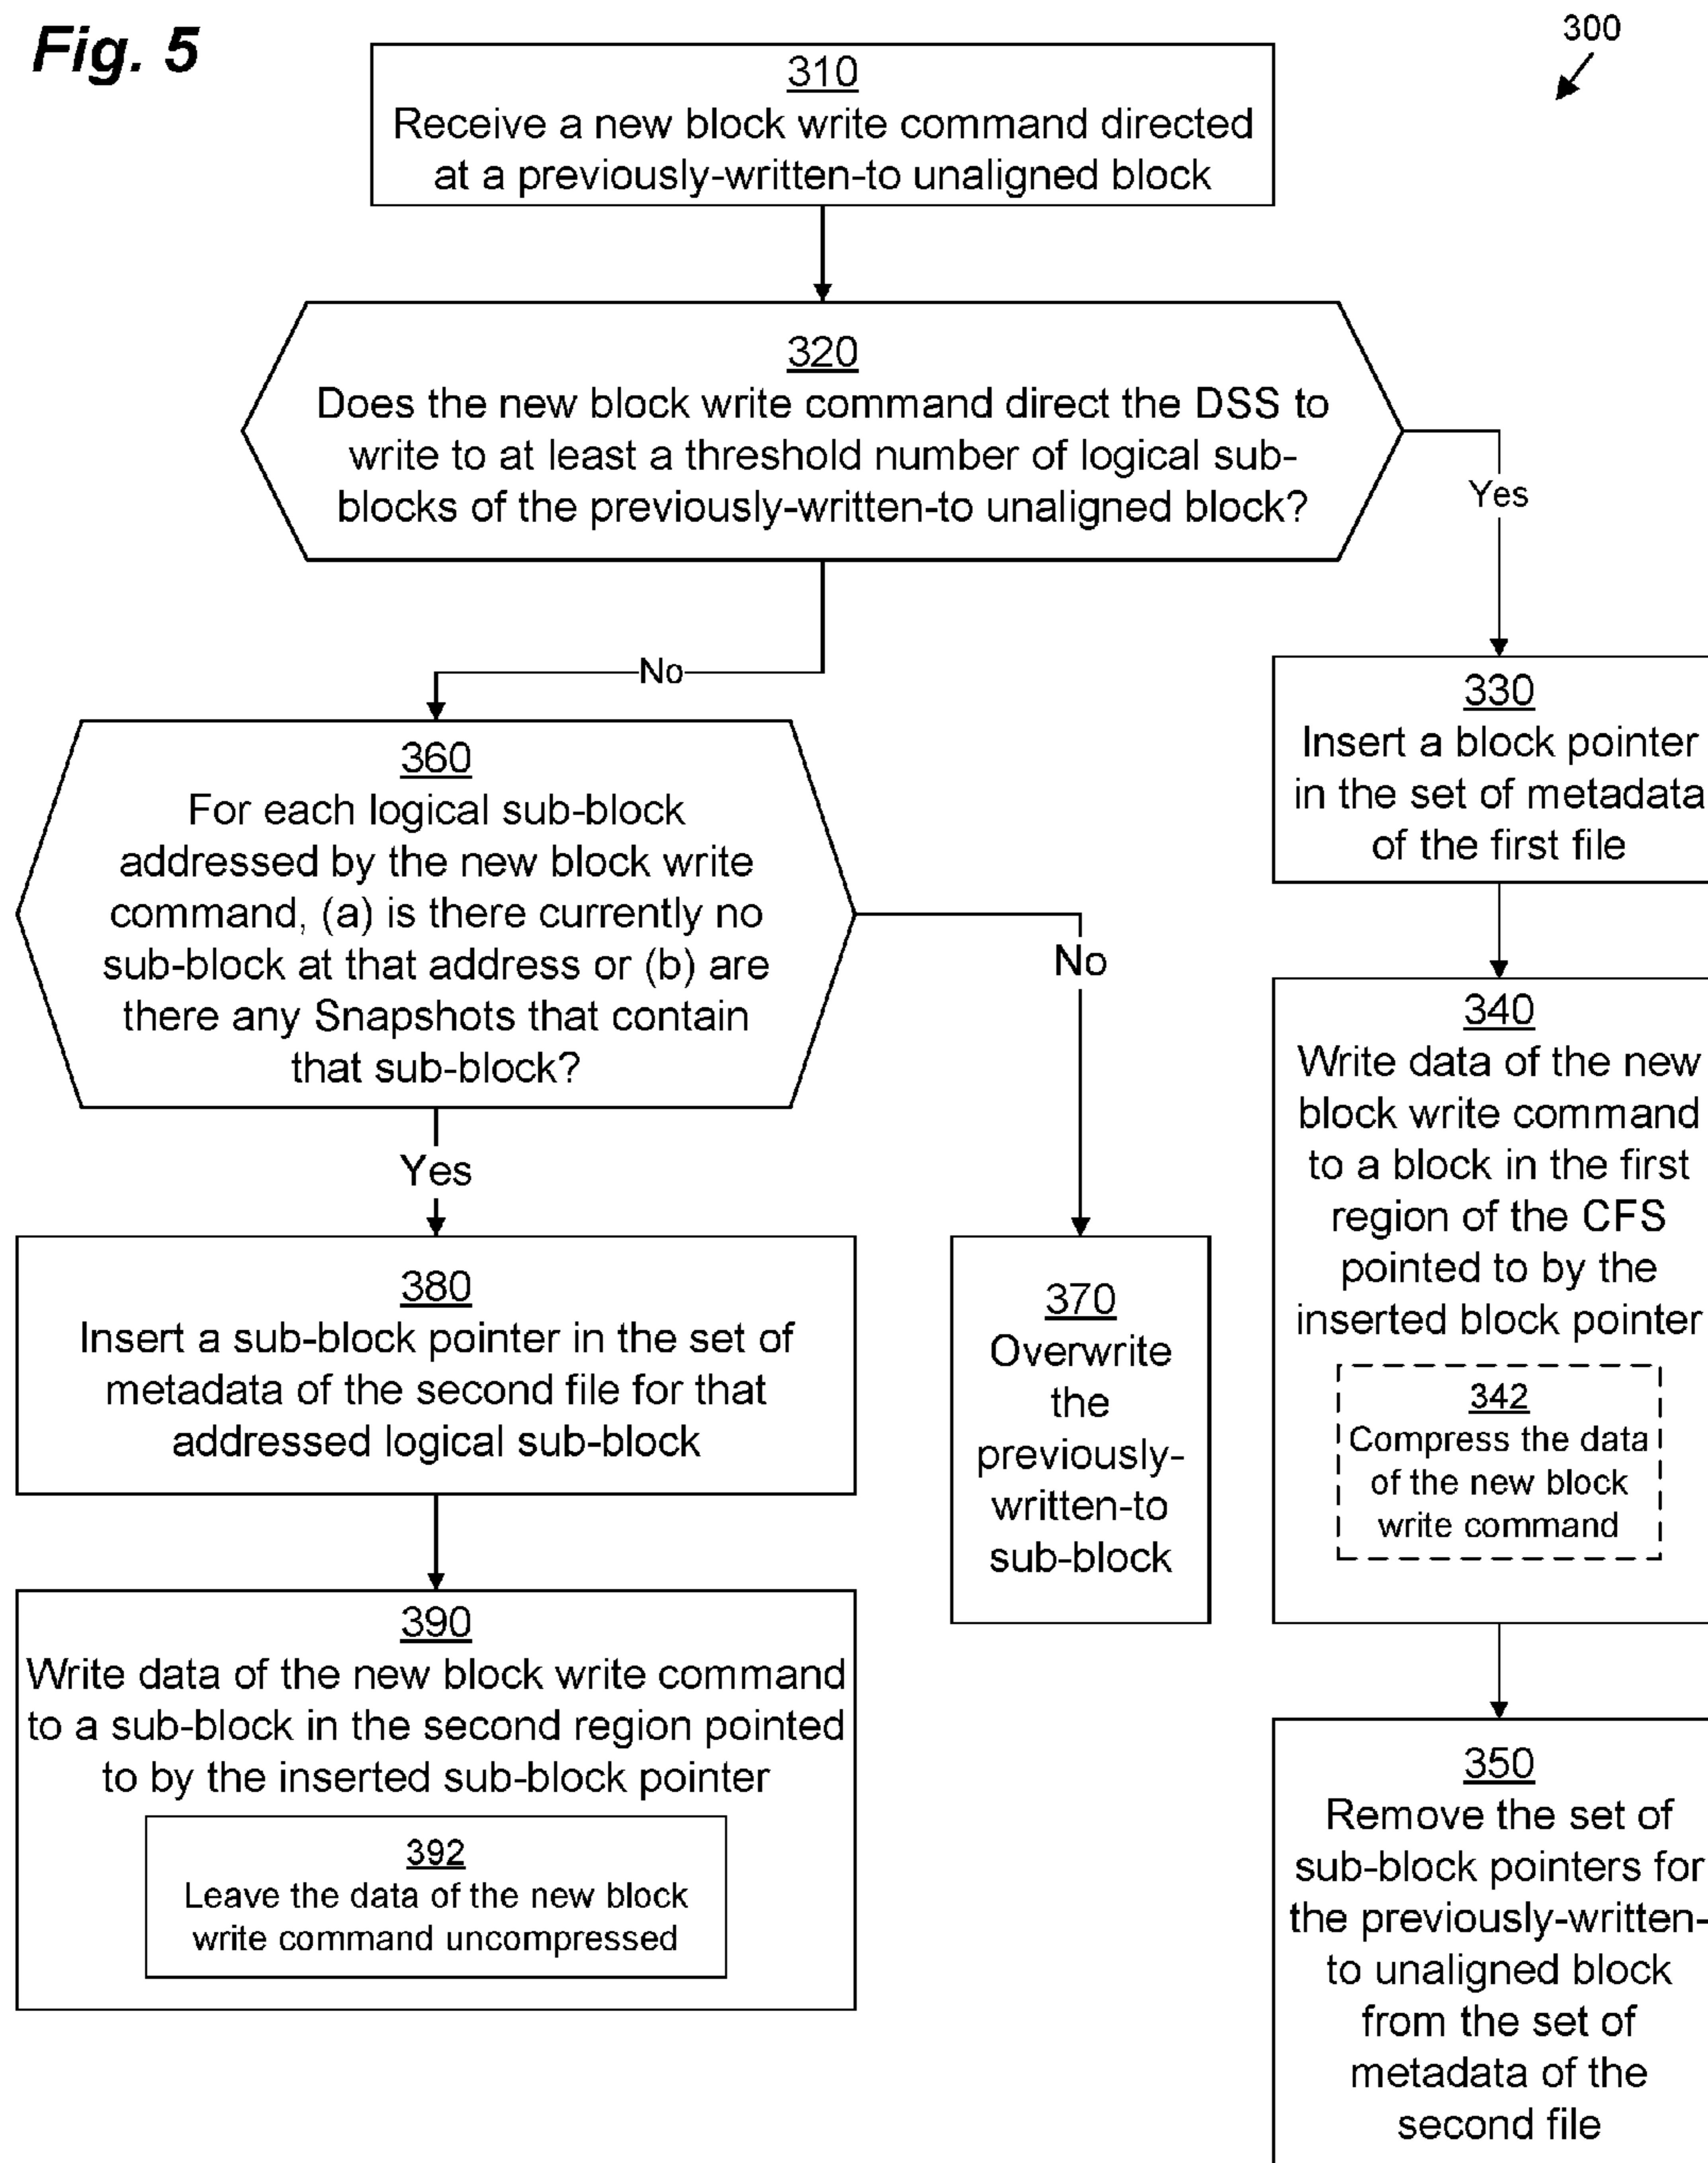 Fig. 5
300
310
Receive a new block write command directed
at a previously-written-to unaligned block
320
Does the new block write command direct the DSS to
write to at least a threshold number of logical sub-
blocks of the previously-written-to unaligned block?
Yes
No
330
Insert a block pointer
in the set of metadata
of the first file
360
For each logical sub-block
addressed by the new block write
command, (a) is there currently no
sub-block at that address or (b) are
there any Snapshots that contain
that sub-block?
No
Yes
340
Write data of the new
block write command
to a block in the first
region of the CFS
pointed to by the
inserted block pointer
342
Compress the data
of the new block
write command
380
Insert a sub-block pointer in the set of
metadata of the second file for that
addressed logical sub-block
370
Overwrite
the
previously-
written-to
sub-block
390
Write data of the new block write command
to a sub-block in the second region pointed
to by the inserted sub-block pointer
392
Leave the data of the new block
write command uncompressed
350
Remove the set of
sub-block pointers for
the previously-written-
to unaligned block
from the set of
metadata of the
second file